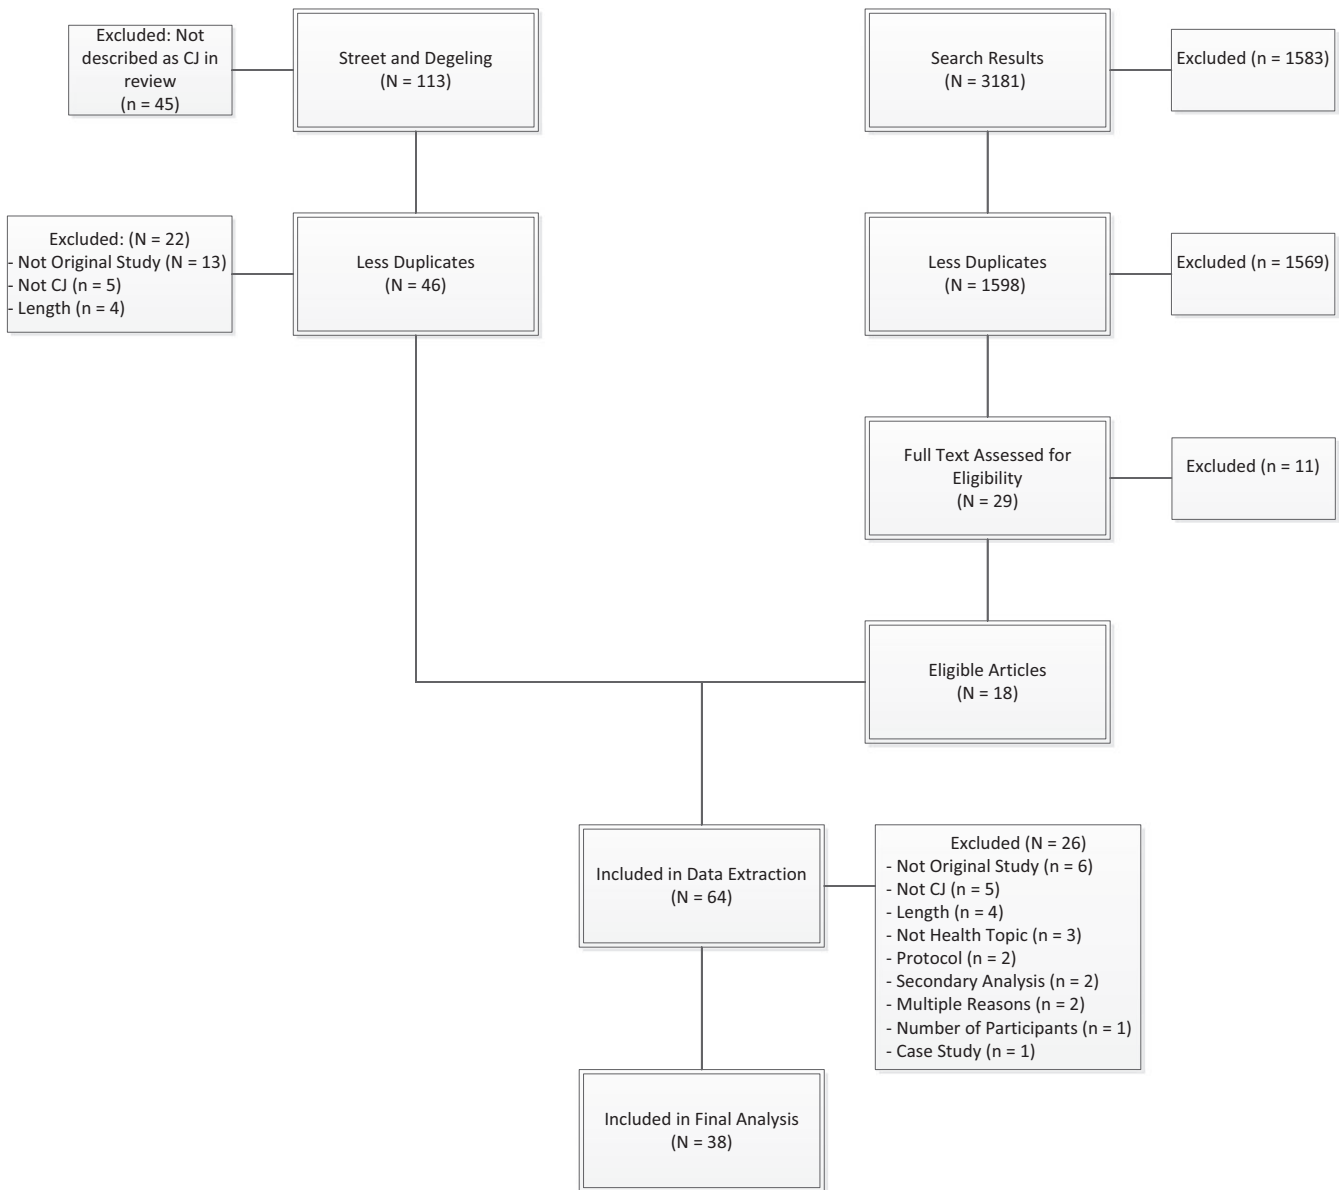 Excluded: Not
described as CJ in
review
(n = 45)
Street and Degeling
(N = 113)
Search Results
(N = 3181)
Excluded (n = 1583)
Excluded: (N = 22)
- Not Original Study (N = 13)
- Not CJ (n = 5)
- Length (n = 4)
Less Duplicates
(N = 46)
Less Duplicates
(N = 1598)
Excluded (n = 1569)
Full Text Assessed for
Eligibility
(N = 29)
Excluded (n = 11)
Eligible Articles
(N = 18)
Included in Data Extraction
(N = 64)
Excluded (N = 26)
- Not Original Study (n = 6)
- Not CJ (n = 5)
- Length (n = 4)
- Not Health Topic (n = 3)
- Protocol (n = 2)
- Secondary Analysis (n = 2)
- Multiple Reasons (n = 2)
- Number of Participants (n = 1)
- Case Study (n = 1)
Included in Final Analysis
(N = 38)